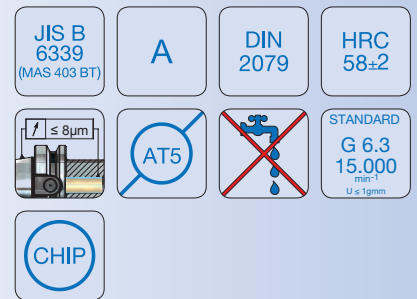 JIS B
6339
(MAS 403 BT)
A
DIN
2079
HRC
58±2
↗ ≤ 8µm
AT5
STANDARD
G 6.3
15.000
min⁻¹
U ≤ 1gmm
CHIP